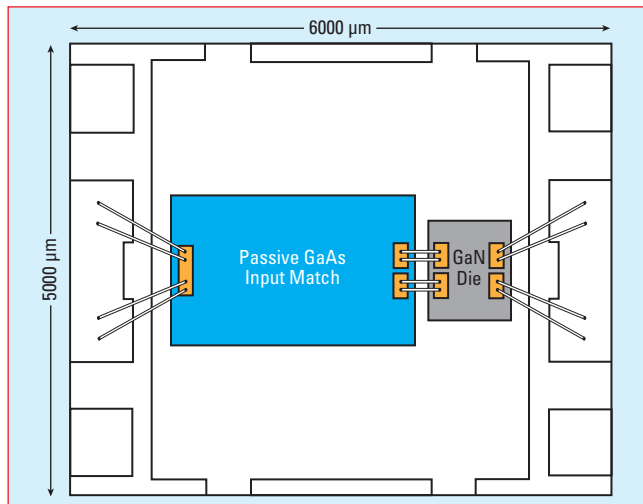 6000 µm
5000 µm
Passive GaAs
Input Match
GaN
Die